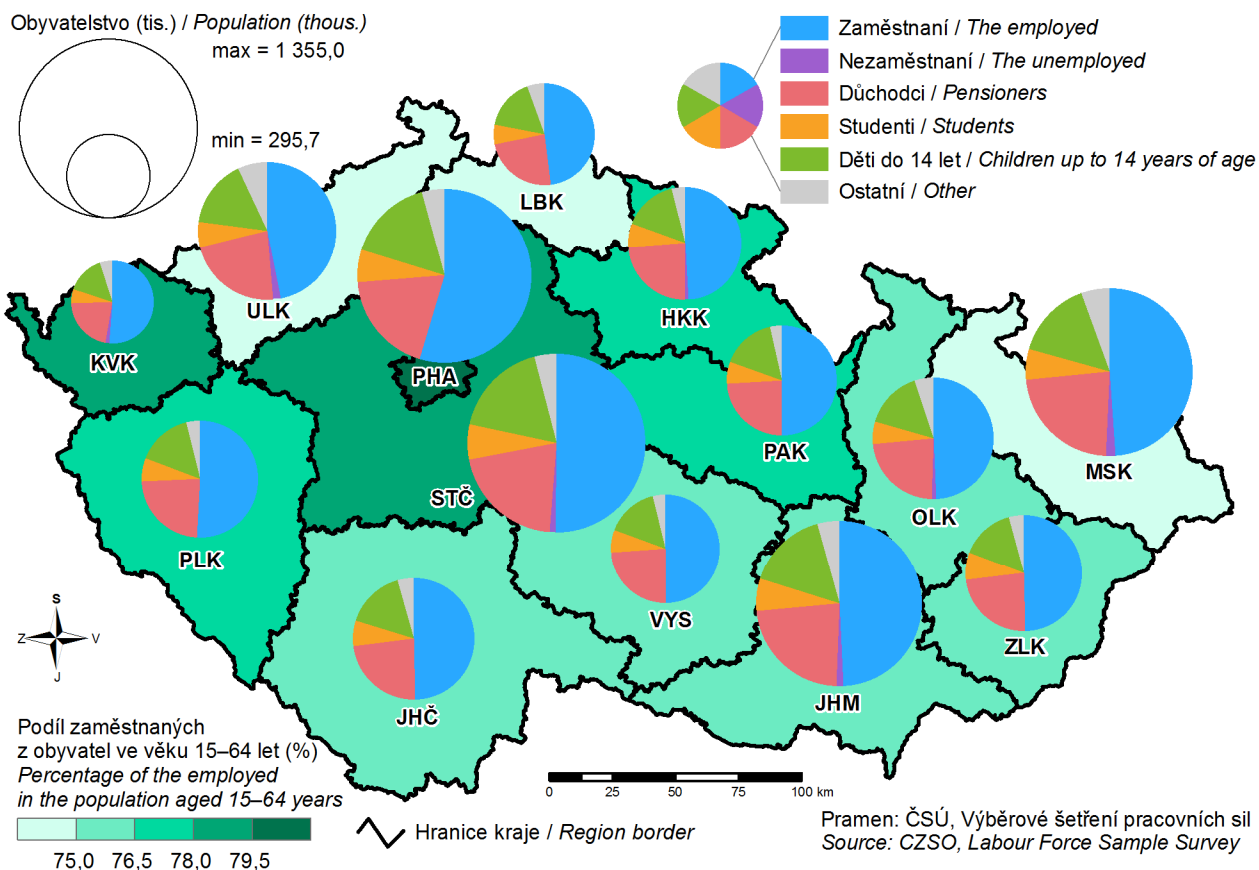 Obyvatelstvo (tis.) / Population (thous.)
max = 1 355,0
min = 295,7
Zaměstnaní / The employed
Nezaměstnaní / The unemployed
Důchodci / Pensioners
Studenti / Students
Děti do 14 let / Children up to 14 years of age
Ostatní / Other
LBK
ULK
HKK
KVK
PHA
PAK
MSK
STČ
OLK
PLK
VYS
ZLK
JHČ
JHM
S
Z V
J
Podíl zaměstnaných
z obyvatel ve věku 15–64 let (%)
Percentage of the employed
in the population aged 15–64 years
75,0 76,5 78,0 79,5
Hranice kraje / Region border
0 25 50 75 100 km
Pramen: ČSÚ, Výběrové šetření pracovních sil
Source: CZSO, Labour Force Sample Survey